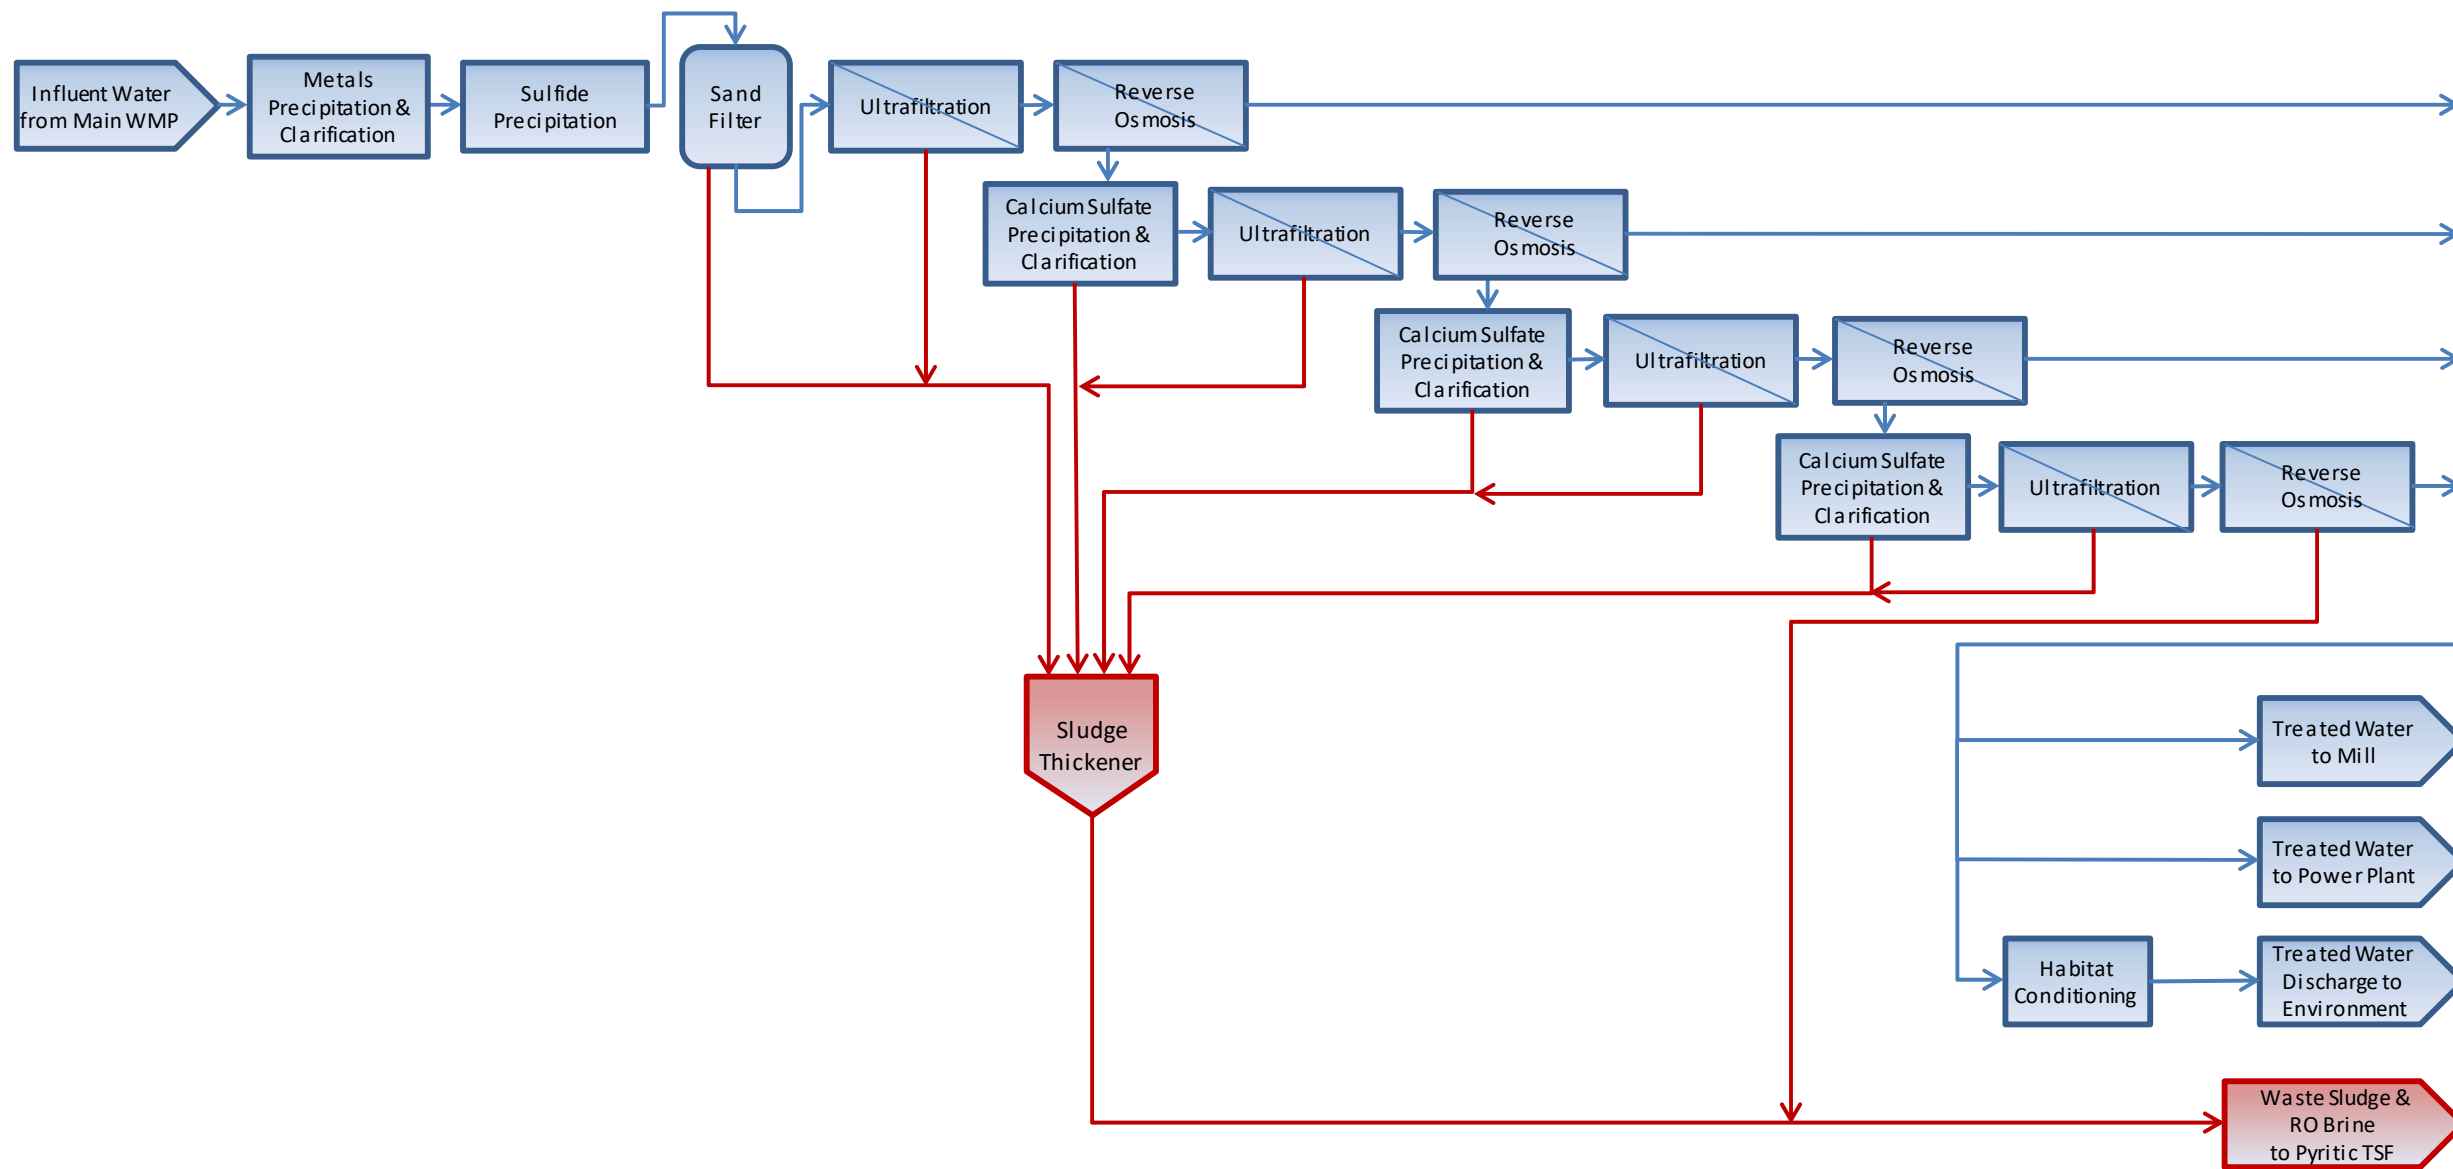 Influent Water
from Main WMP
Metals
Precipitation &
Clarification
Sulfide
Precipitation
Sand
Filter
Ultrafiltration
Reverse
Osmosis
Calcium Sulfate
Precipitation &
Clarification
Ultrafiltration
Reverse
Osmosis
Calcium Sulfate
Precipitation &
Clarification
Ultrafiltration
Reverse
Osmosis
Calcium Sulfate
Precipitation &
Clarification
Ultrafiltration
Reverse
Osmosis
Sludge
Thickener
Treated Water
to Mill
Treated Water
to Power Plant
Habitat
Conditioning
Treated Water
Discharge to
Environment
Waste Sludge &
RO Brine
to Pyritic TSF